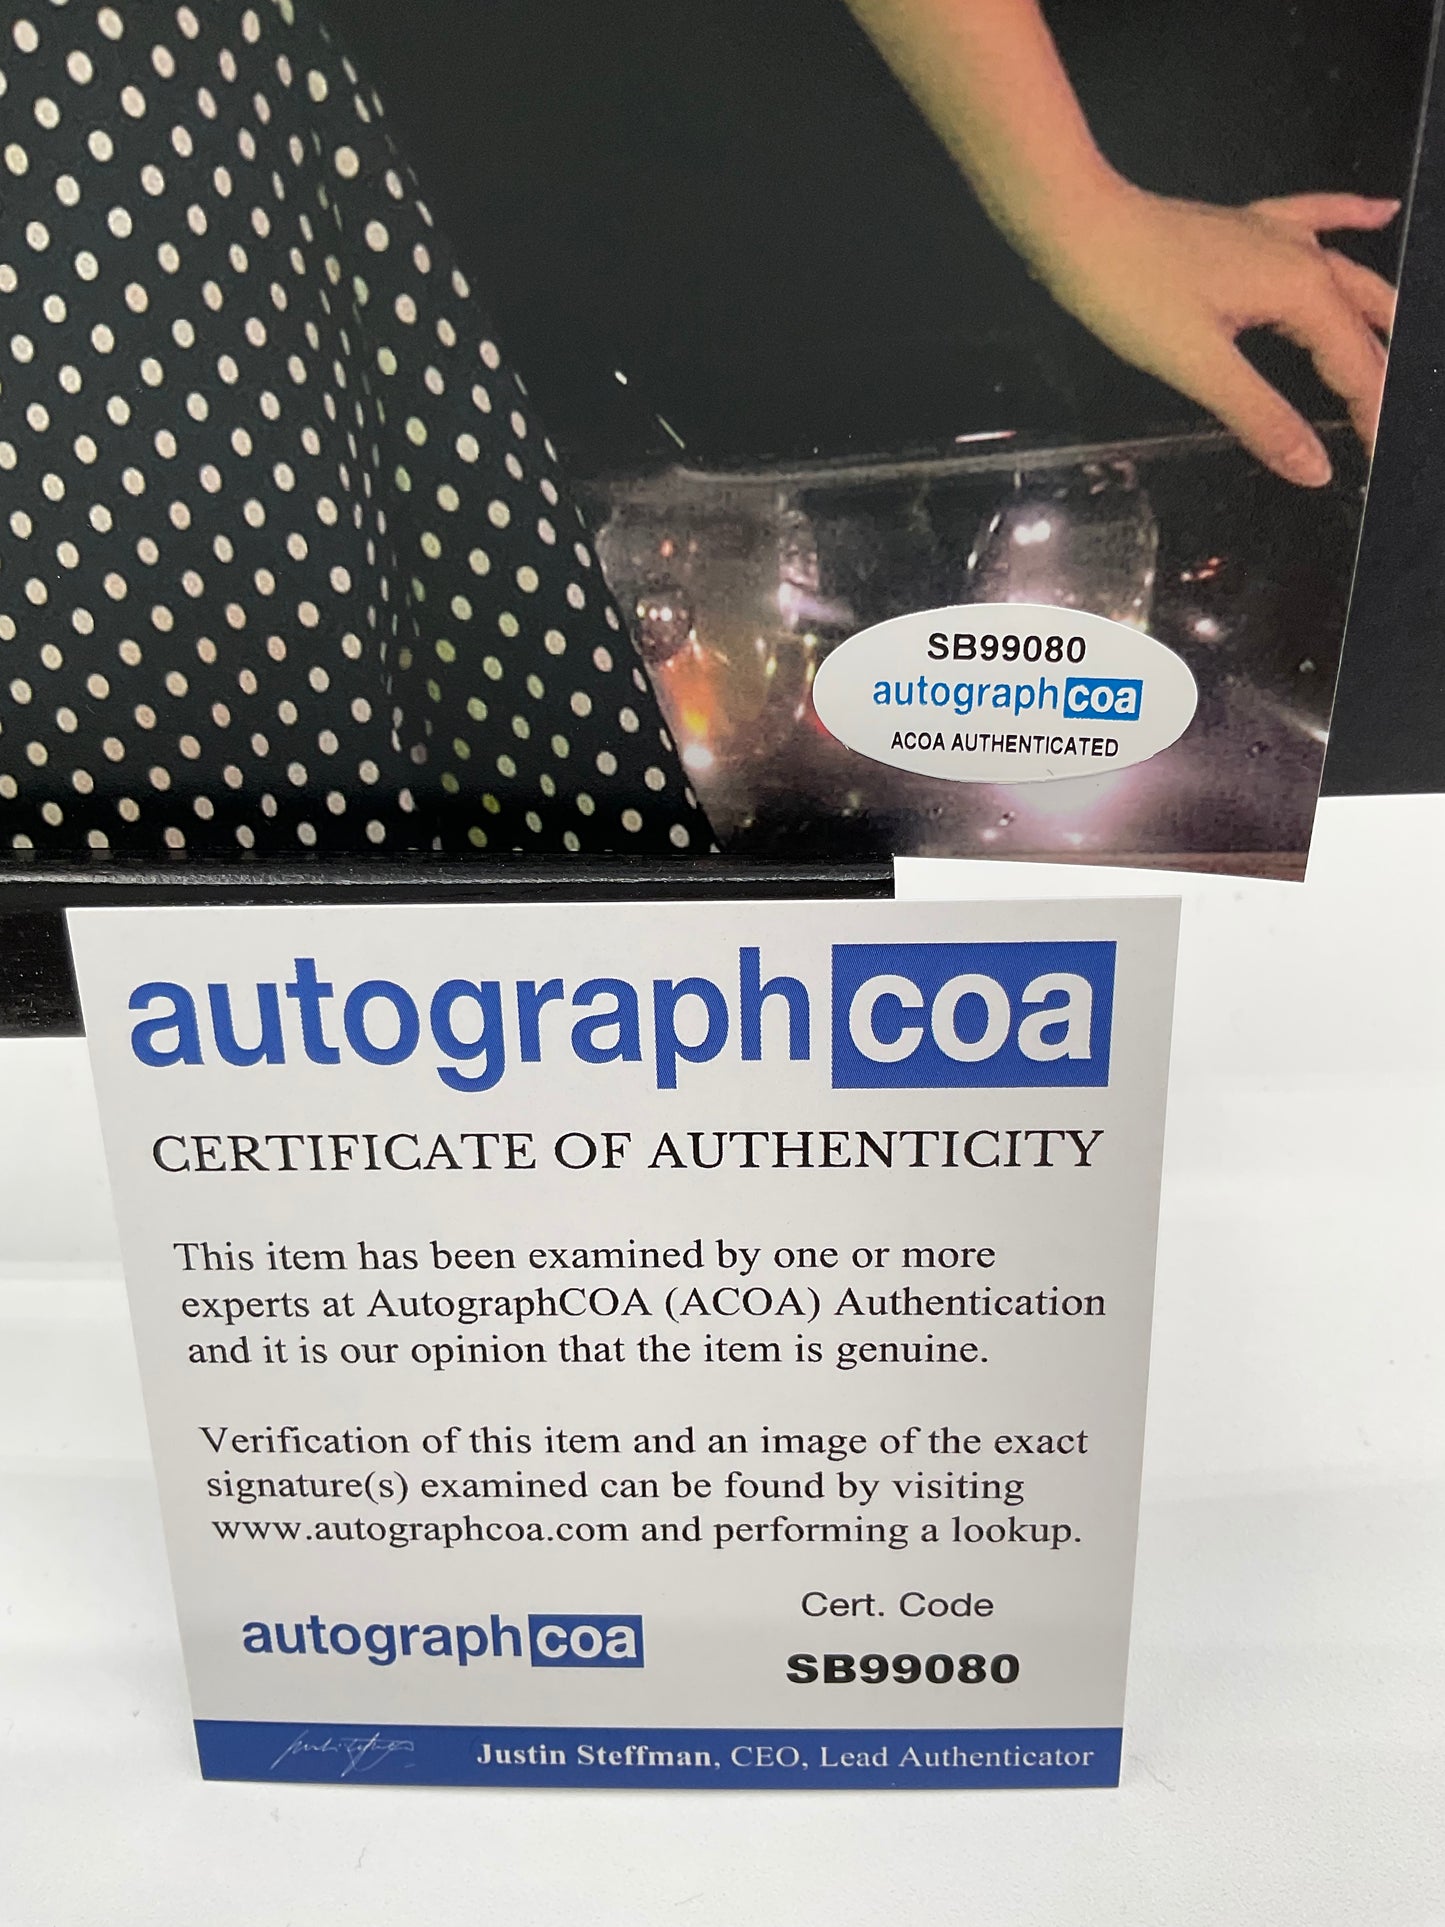 SB99080
autographcoa
ACOA AUTHENTICATED
autographcoa
CERTIFICATE OF AUTHENTICITY
This item has been examined by one or more
experts at AutographCOA (ACOA) Authentication
and it is our opinion that the item is genuine.
Verification of this item and an image of the exact
signature(s) examined can be found by visiting
www.autographcoa.com and performing a lookup.
Cert. Code
autographcoa
SB99080
Justin Steffman, CEO, Lead Authenticator